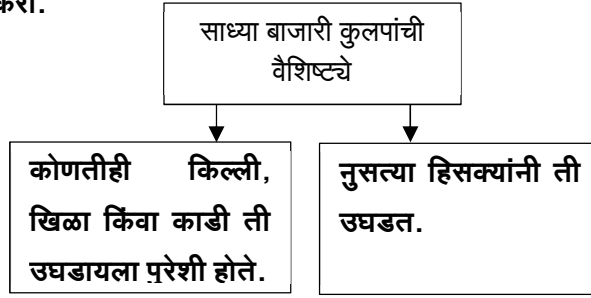 करा.
साध्या बाजारी कुलपांची
वैशिष्ट्ये
कोणतीही किल्ली,
खिळा किंवा काडी ती
उघडायला पुरेशी होते.
नुसत्या हिसक्यांनी ती
उघडत.